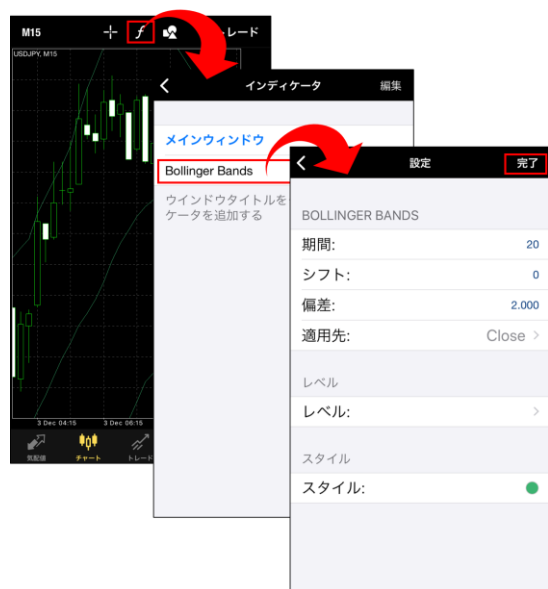 M15
f
トレード
USDJPY, M15
3 Dec 04:15
3 Dec 06:15
気配値
チャート
トレード
インディケータ
編集
メインウィンドウ
Bollinger Bands
ウインドウタイトルを
ケータを追加する
設定
完了
BOLLINGER BANDS
期間:
20
シフト:
0
偏差:
2.000
適用先:
Close
レベル
レベル:
スタイル
スタイル: